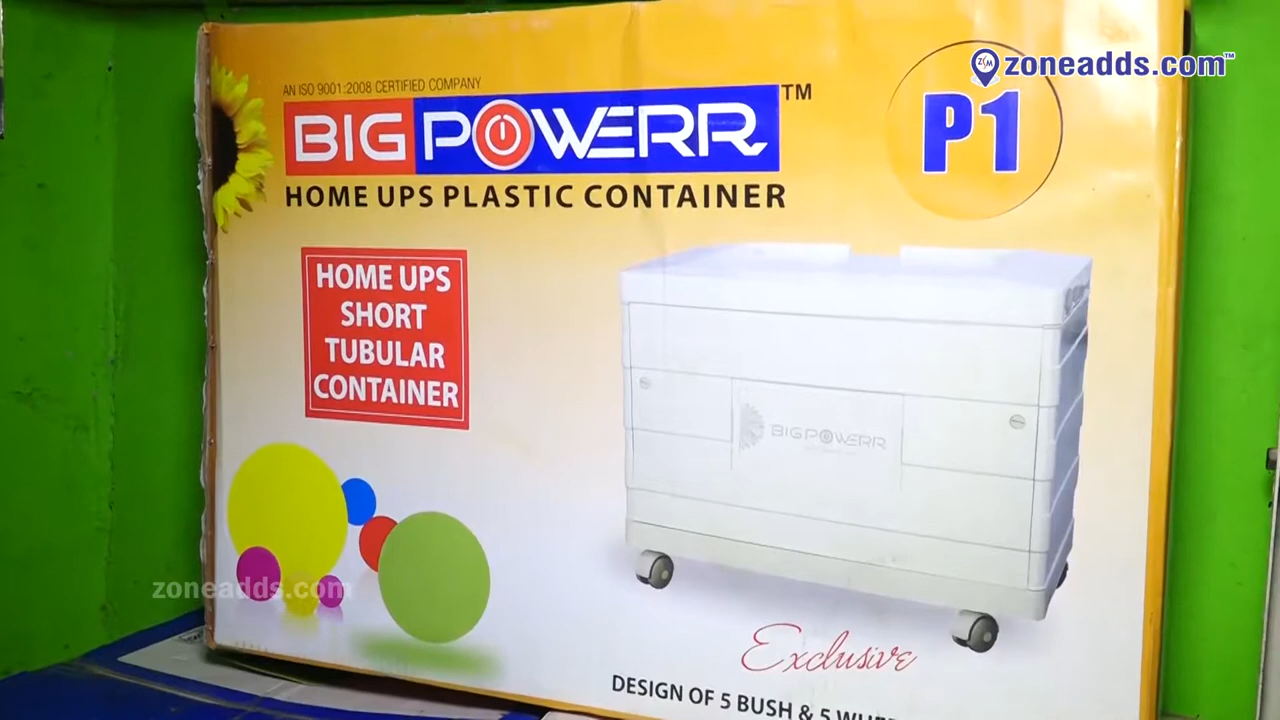 zoneadds.com™
AN ISO 9001:2008 CERTIFIED COMPANY
BIG POWERR™
P1
HOME UPS PLASTIC CONTAINER
HOME UPS
SHORT
TUBULAR
CONTAINER
BIG POWERR
zoneadds.com
Exclusive
DESIGN OF 5 BUSH & 5